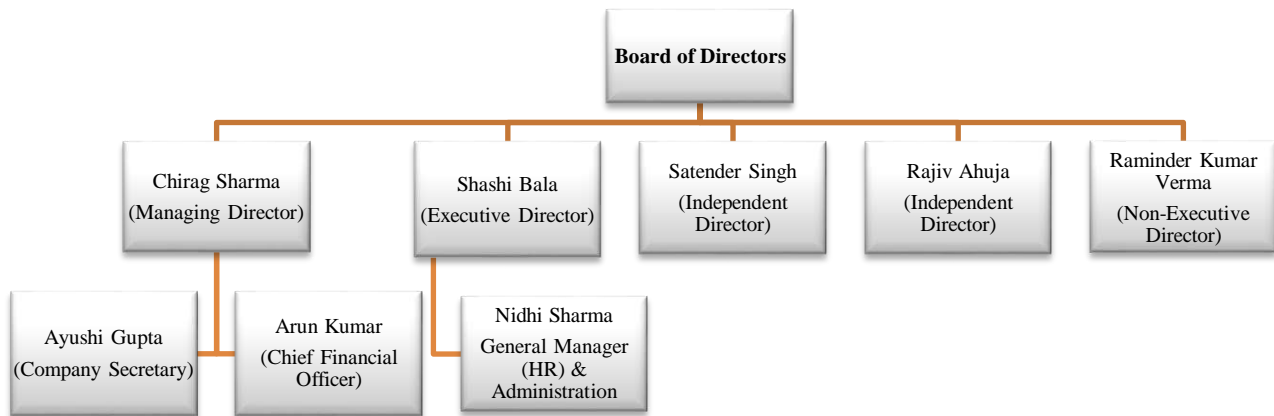 Board of Directors
Chirag Sharma
(Managing Director)
Shashi Bala
(Executive Director)
Satender Singh
(Independent
Director)
Rajiv Ahuja
(Independent
Director)
Raminder Kumar
Verma
(Non-Executive
Director)
Ayushi Gupta
(Company Secretary)
Arun Kumar
(Chief Financial
Officer)
Nidhi Sharma
General Manager
(HR) &
Administration